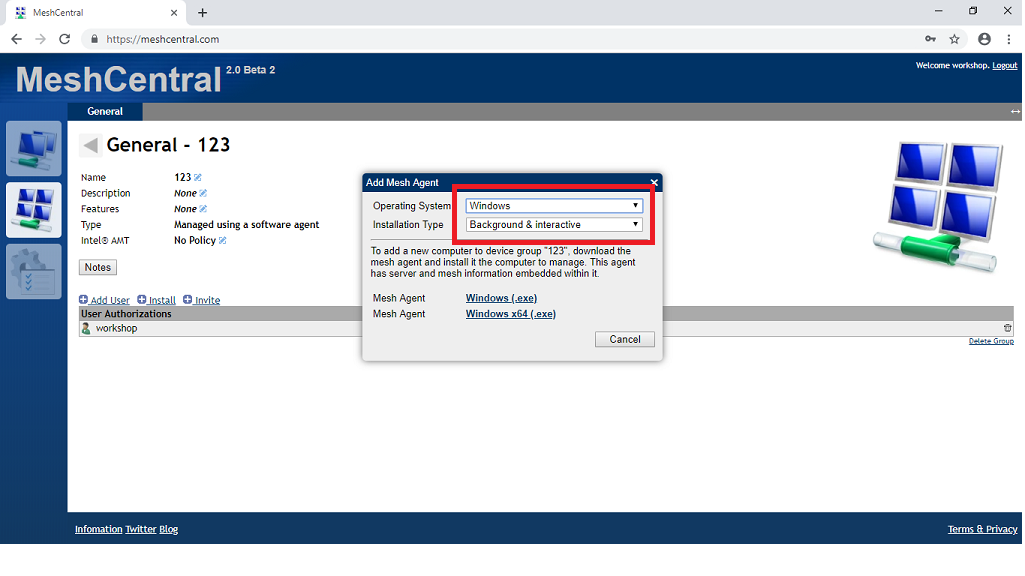 MeshCentral
https://meshcentral.com
MeshCentral 2.0 Beta 2
Welcome workshop. Logout
General
General - 123
Name 123
Description None
Features None
Type Managed using a software agent
Intel® AMT No Policy
Notes
Add User Install Invite
User Authorizations
workshop
Delete Group
Add Mesh Agent
Operating System Windows
Installation Type Background & interactive
To add a new computer to device group "123", download the
mesh agent and install it the computer to manage. This agent
has server and mesh information embedded within it.
Mesh Agent Windows (.exe)
Mesh Agent Windows x64 (.exe)
Cancel
Infomation Twitter Blog
Terms & Privacy